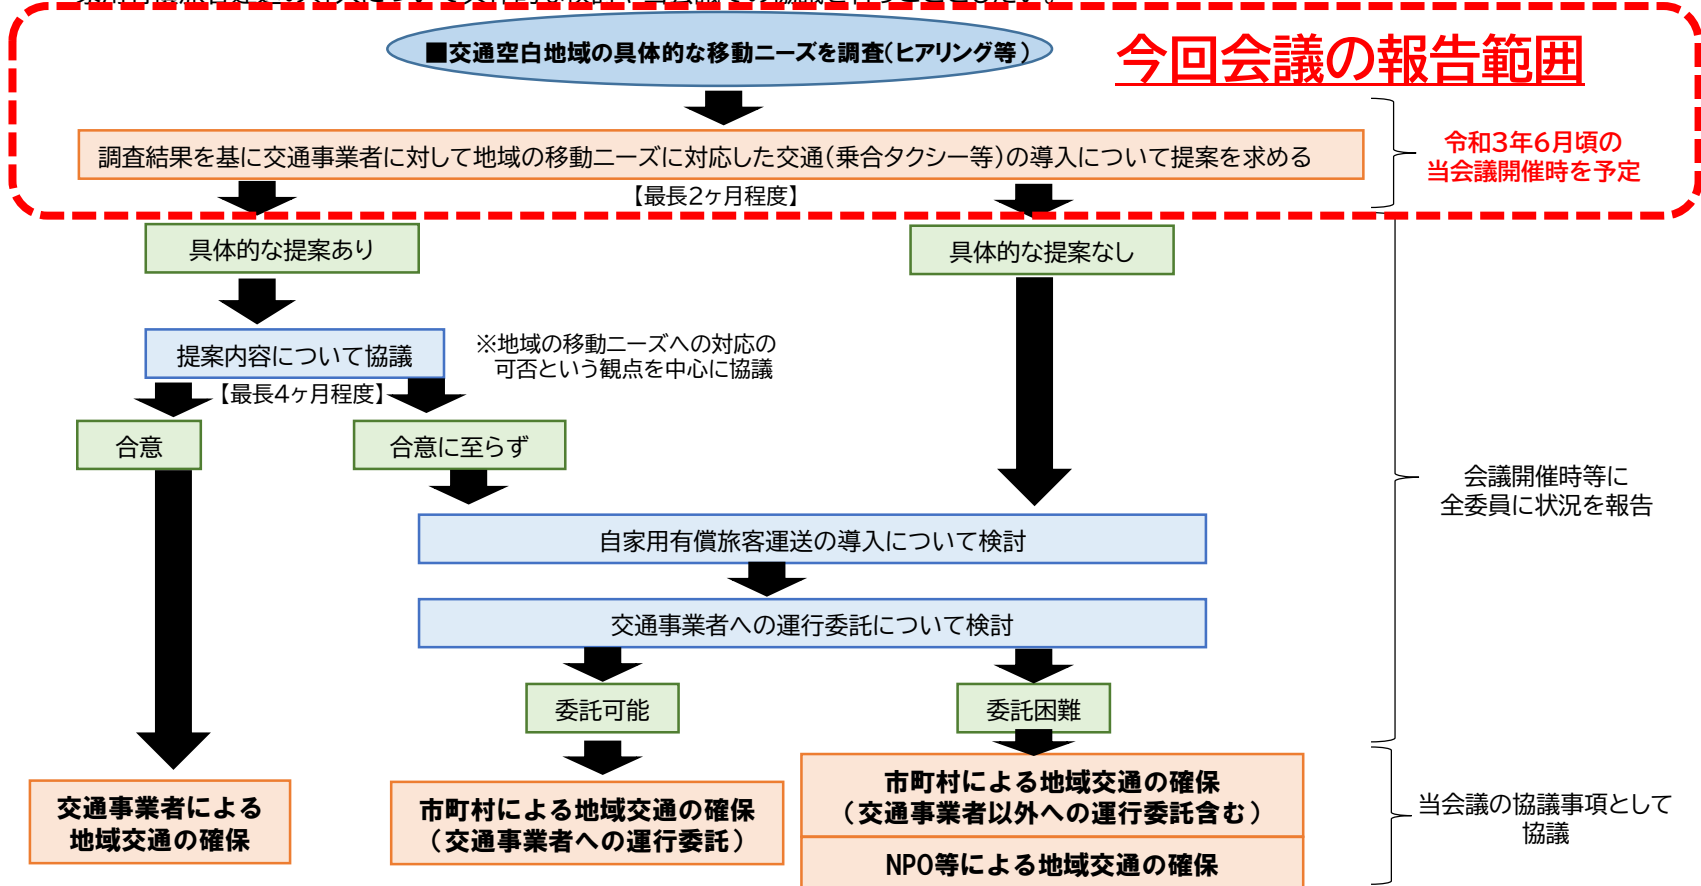 ■交通空白地域の具体的な移動ニーズを調査(ヒアリング等)
今回会議の報告範囲
調査結果を基に交通事業者に対して地域の移動ニーズに対応した交通(乗合タクシー等)の導入について提案を求める
令和3年6月頃の
当会議開催時を予定
【最長2ヶ月程度】
具体的な提案あり
具体的な提案なし
提案内容について協議
※地域の移動ニーズへの対応の
可否という観点を中心に協議
【最長4ヶ月程度】
合意
合意に至らず
会議開催時等に
全委員に状況を報告
自家用有償旅客運送の導入について検討
交通事業者への運行委託について検討
委託可能
委託困難
交通事業者による
地域交通の確保
市町村による地域交通の確保
(交通事業者への運行委託)
市町村による地域交通の確保
(交通事業者以外への運行委託含む)
NPO等による地域交通の確保
当会議の協議事項として
協議